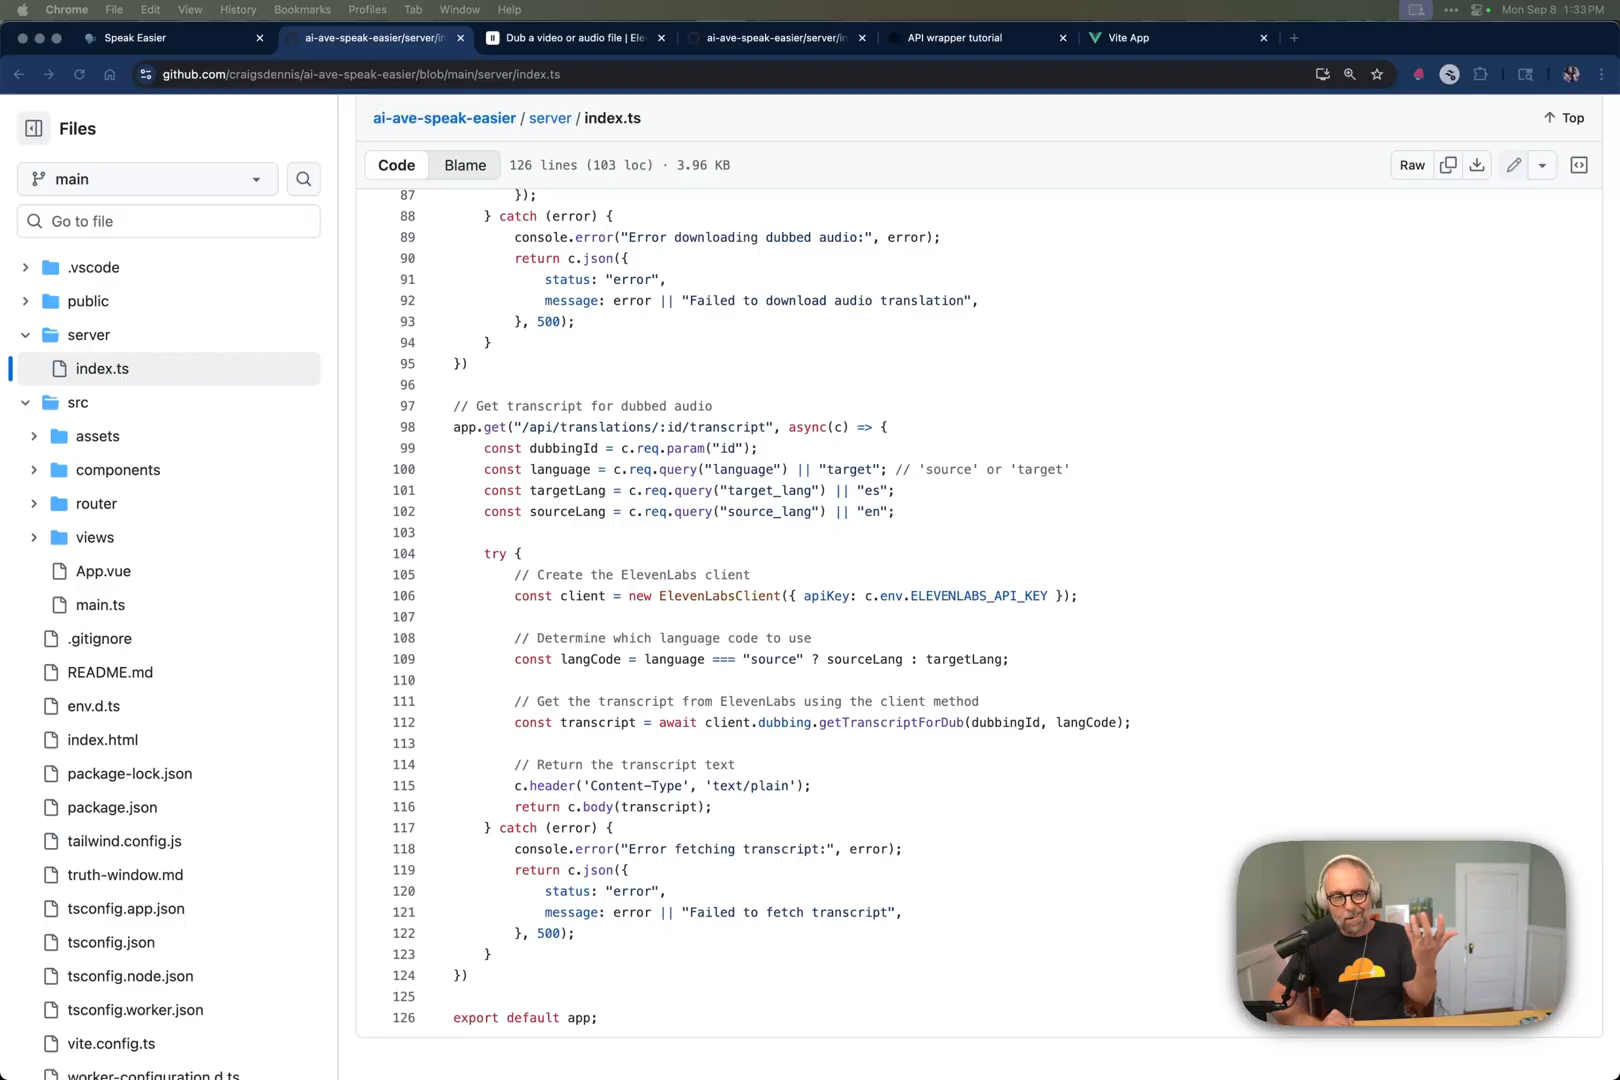 Chrome File Edit View History Bookmarks Profiles Tab Window Help Mon Sep 8 1:33PM
Speak Easier
ai-ave-speak-easier/server/in
Dub a video or audio file | Ele
ai-ave-speak-easier/server/in
API wrapper tutorial
Vite App
github.com/craigsdennis/ai-ave-speak-easier/blob/main/server/index.ts
Files
main
Go to file
.vscode
public
server
index.ts
src
assets
components
router
views
App.vue
main.ts
.gitignore
README.md
env.d.ts
index.html
package-lock.json
package.json
tailwind.config.js
truth-window.md
tsconfig.app.json
tsconfig.json
tsconfig.node.json
tsconfig.worker.json
vite.config.ts
worker-configuration.d.ts
ai-ave-speak-easier / server / index.ts
Top
Code Blame 126 lines (103 loc) · 3.96 KB
Raw
87 });
88 } catch (error) {
89 console.error("Error downloading dubbed audio:", error);
90 return c.json({
91 status: "error",
92 message: error || "Failed to download audio translation",
93 }, 500);
94 }
95 })
96
97 // Get transcript for dubbed audio
98 app.get("/api/translations/:id/transcript", async(c) => {
99 const dubbingId = c.req.param("id");
100 const language = c.req.query("language") || "target"; // 'source' or 'target'
101 const targetLang = c.req.query("target_lang") || "es";
102 const sourceLang = c.req.query("source_lang") || "en";
103
104 try {
105 // Create the ElevenLabs client
106 const client = new ElevenLabsClient({ apiKey: c.env.ELEVENLABS_API_KEY });
107
108 // Determine which language code to use
109 const langCode = language === "source" ? sourceLang : targetLang;
110
111 // Get the transcript from ElevenLabs using the client method
112 const transcript = await client.dubbing.getTranscriptForDub(dubbingId, langCode);
113
114 // Return the transcript text
115 c.header('Content-Type', 'text/plain');
116 return c.body(transcript);
117 } catch (error) {
118 console.error("Error fetching transcript:", error);
119 return c.json({
120 status: "error",
121 message: error || "Failed to fetch transcript",
122 }, 500);
123 }
124 })
125
126 export default app;